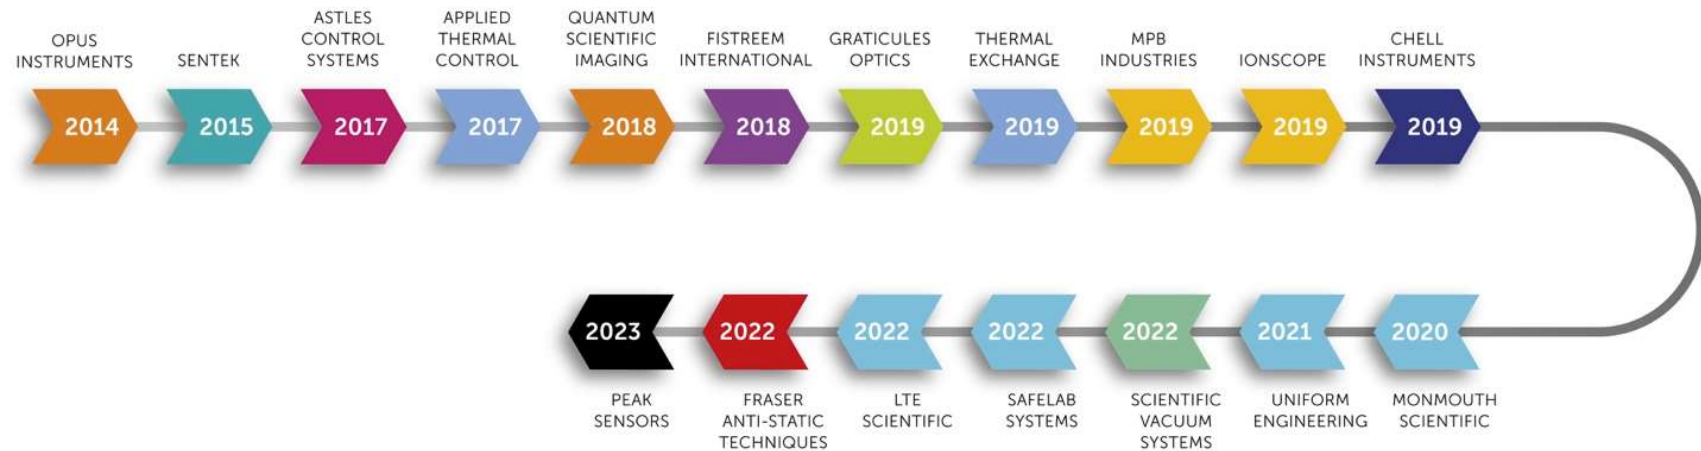 OPUS
INSTRUMENTS
SENTEK
ASTLES
CONTROL
SYSTEMS
APPLIED
THERMAL
CONTROL
QUANTUM
SCIENTIFIC
IMAGING
FISTREEM
INTERNATIONAL
GRATICULES
OPTICS
THERMAL
EXCHANGE
MPB
INDUSTRIES
IONSCOPE
CHELL
INSTRUMENTS
2014
2015
2017
2017
2018
2018
2019
2019
2019
2019
2019
2023
2022
2022
2022
2022
2021
2020
PEAK
SENSORS
FRASER
ANTI-STATIC
TECHNIQUES
LTE
SCIENTIFIC
SAFELAB
SYSTEMS
SCIENTIFIC
VACUUM
SYSTEMS
UNIFORM
ENGINEERING
MONMOUTH
SCIENTIFIC